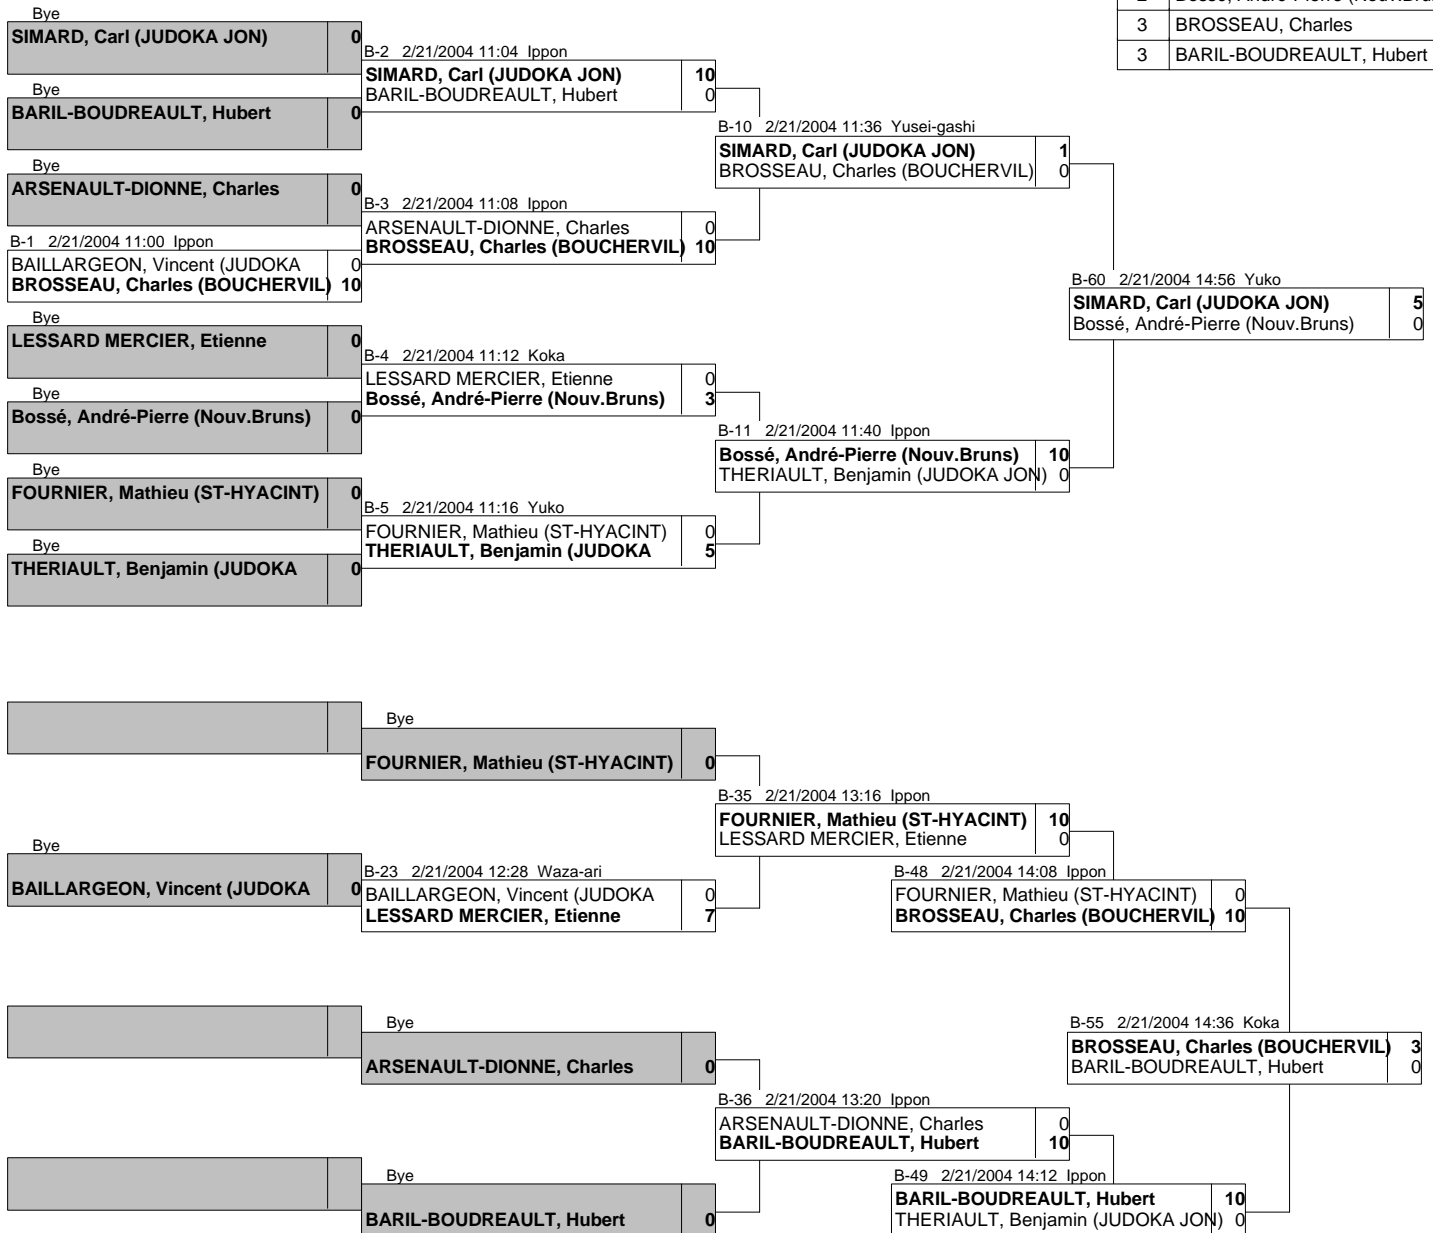 2 Bossé, André-Pierre
3 BROSSEAU, Charles
3 BARIL-BOUDREAULT, Hubert
Bye
SIMARD, Carl (JUDOKA JON) 0
Bye
BARIL-BOUDREAULT, Hubert 0
Bye
ARSENAULT-DIONNE, Charles 0
B-1 2/21/2004 11:00 Ippon
BAILLARGEON, Vincent (JUDOKA 0
BROSSEAU, Charles (BOUCHERVIL) 10
Bye
LESSARD MERCIER, Etienne 0
Bye
Bossé, André-Pierre (Nouv.Bruns) 0
Bye
FOURNIER, Mathieu (ST-HYACINT) 0
Bye
THERIAULT, Benjamin (JUDOKA 0
B-2 2/21/2004 11:04 Ippon
SIMARD, Carl (JUDOKA JON) 10
BARIL-BOUDREAULT, Hubert 0
B-3 2/21/2004 11:08 Ippon
ARSENAULT-DIONNE, Charles 0
BROSSEAU, Charles (BOUCHERVIL) 10
B-4 2/21/2004 11:12 Koka
LESSARD MERCIER, Etienne 0
Bossé, André-Pierre (Nouv.Bruns) 3
B-5 2/21/2004 11:16 Yuko
FOURNIER, Mathieu (ST-HYACINT) 0
THERIAULT, Benjamin (JUDOKA 5
B-10 2/21/2004 11:36 Yusei-gashi
SIMARD, Carl (JUDOKA JON) 1
BROSSEAU, Charles (BOUCHERVIL) 0
B-11 2/21/2004 11:40 Ippon
Bossé, André-Pierre (Nouv.Bruns) 10
THERIAULT, Benjamin (JUDOKA JON) 0
B-60 2/21/2004 14:56 Yuko
SIMARD, Carl (JUDOKA JON) 5
Bossé, André-Pierre (Nouv.Bruns) 0
Bye
BAILLARGEON, Vincent (JUDOKA 0
Bye
FOURNIER, Mathieu (ST-HYACINT) 0
B-23 2/21/2004 12:28 Waza-ari
BAILLARGEON, Vincent (JUDOKA 0
LESSARD MERCIER, Etienne 7
Bye
ARSENAULT-DIONNE, Charles 0
Bye
BARIL-BOUDREAULT, Hubert 0
B-35 2/21/2004 13:16 Ippon
FOURNIER, Mathieu (ST-HYACINT) 10
LESSARD MERCIER, Etienne 0
B-36 2/21/2004 13:20 Ippon
ARSENAULT-DIONNE, Charles 0
BARIL-BOUDREAULT, Hubert 10
B-48 2/21/2004 14:08 Ippon
FOURNIER, Mathieu (ST-HYACINT) 0
BROSSEAU, Charles (BOUCHERVIL) 10
B-49 2/21/2004 14:12 Ippon
BARIL-BOUDREAULT, Hubert 10
THERIAULT, Benjamin (JUDOKA JON) 0
B-55 2/21/2004 14:36 Koka
BROSSEAU, Charles (BOUCHERVIL) 3
BARIL-BOUDREAULT, Hubert 0